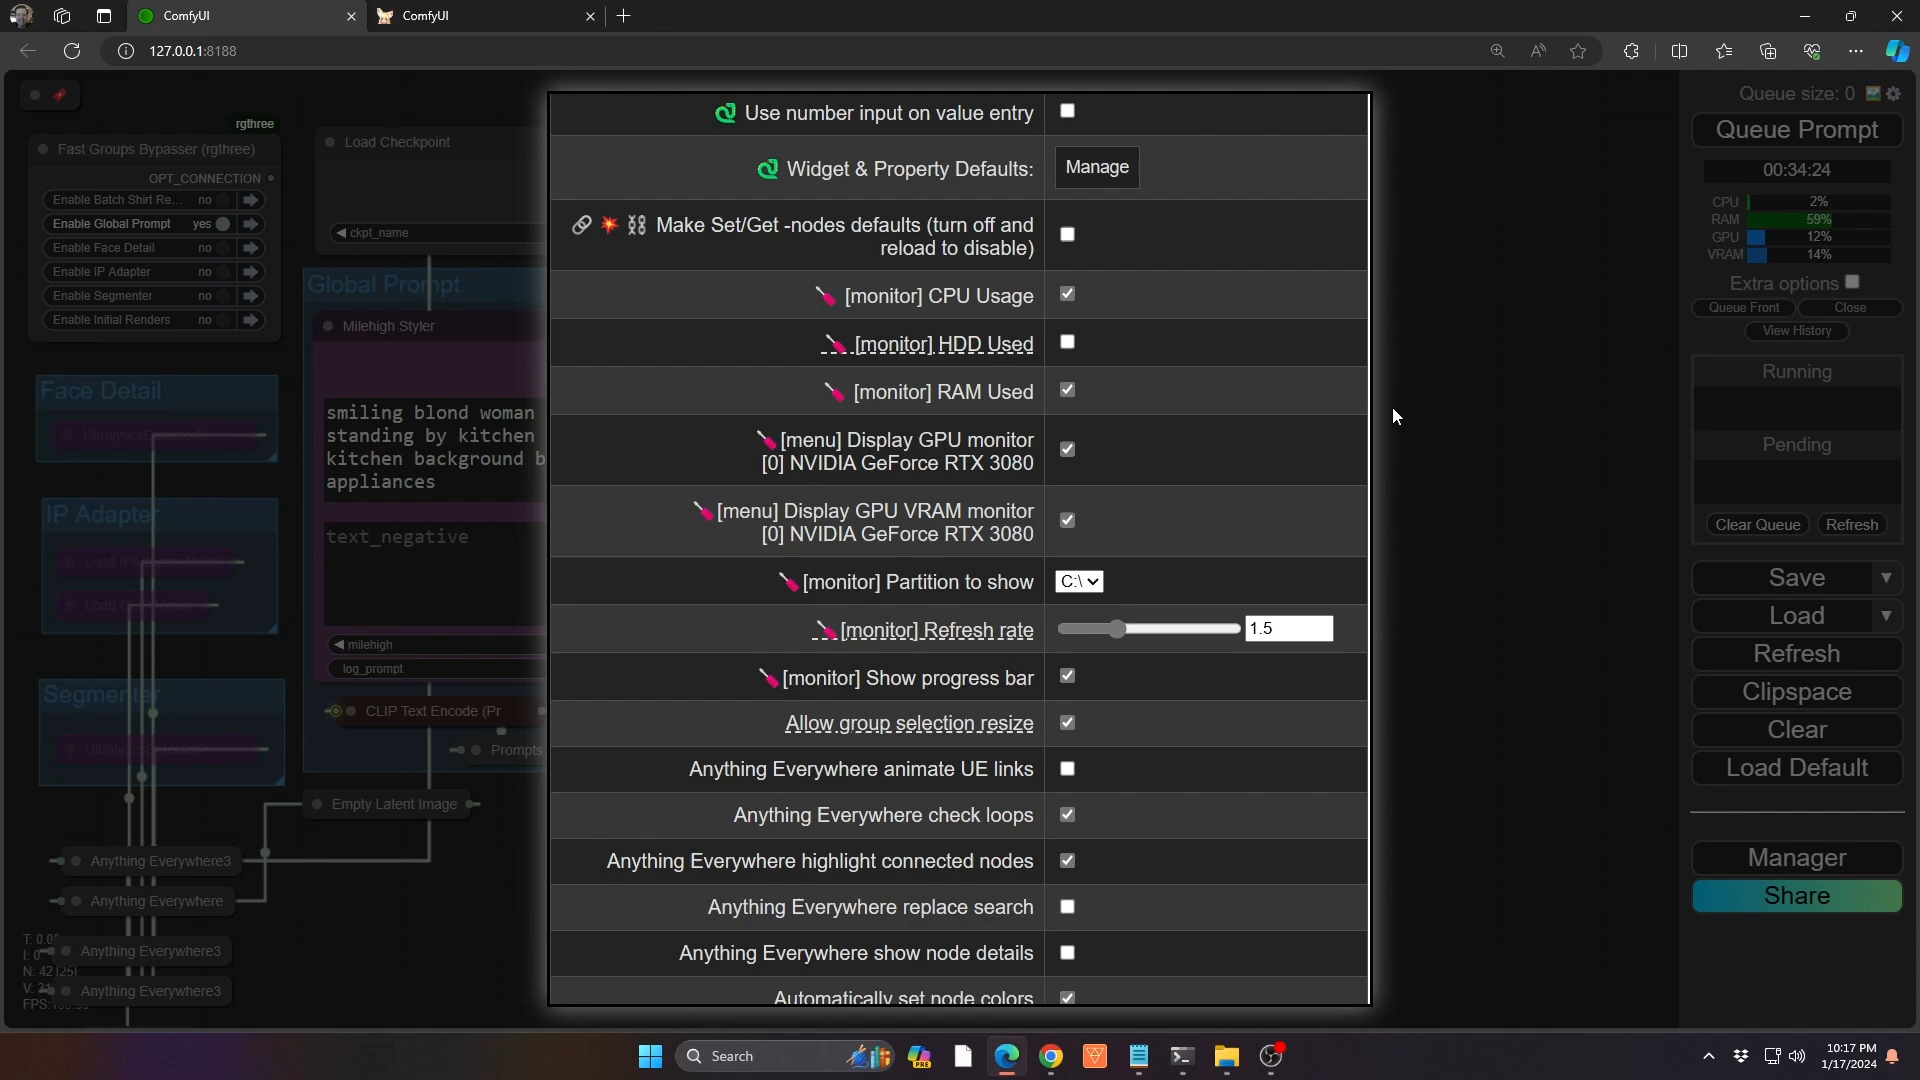 ComfyUI
ComfyUI
127.0.0.1:8188
rgthree
Fast Groups Bypasser (rgthree)
OPT_CONNECTION
Enable Batch Shirt Re... no
Enable Global Prompt yes
Enable Face Detail no
Enable IP Adapter no
Enable Segmenter no
Enable Initial Renders no
Face Detail
IP Adapter
Segmenter
Load Checkpoint
ckpt_name
Global Prompt
Milehigh Styler
smiling blond woman
standing by kitchen
kitchen background b
appliances
text_negative
milehigh
log_prompt
CLIP Text Encode (Pr
Prompts
Empty Latent Image
Anything Everywhere3
Anything Everywhere
Anything Everywhere3
Anything Everywhere3
Use number input on value entry
Widget & Property Defaults: Manage
Make Set/Get -nodes defaults (turn off and
reload to disable)
[monitor] CPU Usage
[monitor] HDD Used
[monitor] RAM Used
[menu] Display GPU monitor
[0] NVIDIA GeForce RTX 3080
[menu] Display GPU VRAM monitor
[0] NVIDIA GeForce RTX 3080
[monitor] Partition to show C:\
[monitor] Refresh rate 1.5
[monitor] Show progress bar
Allow group selection resize
Anything Everywhere animate UE links
Anything Everywhere check loops
Anything Everywhere highlight connected nodes
Anything Everywhere replace search
Anything Everywhere show node details
Automatically set node colors
Queue size: 0
Queue Prompt
00:34:24
CPU 2%
RAM 59%
GPU 12%
VRAM 14%
Extra options
Queue Front Close
View History
Running
Pending
Clear Queue Refresh
Save
Load
Refresh
Clipspace
Clear
Load Default
Manager
Share
Search
PRE
10:17 PM
1/17/2024